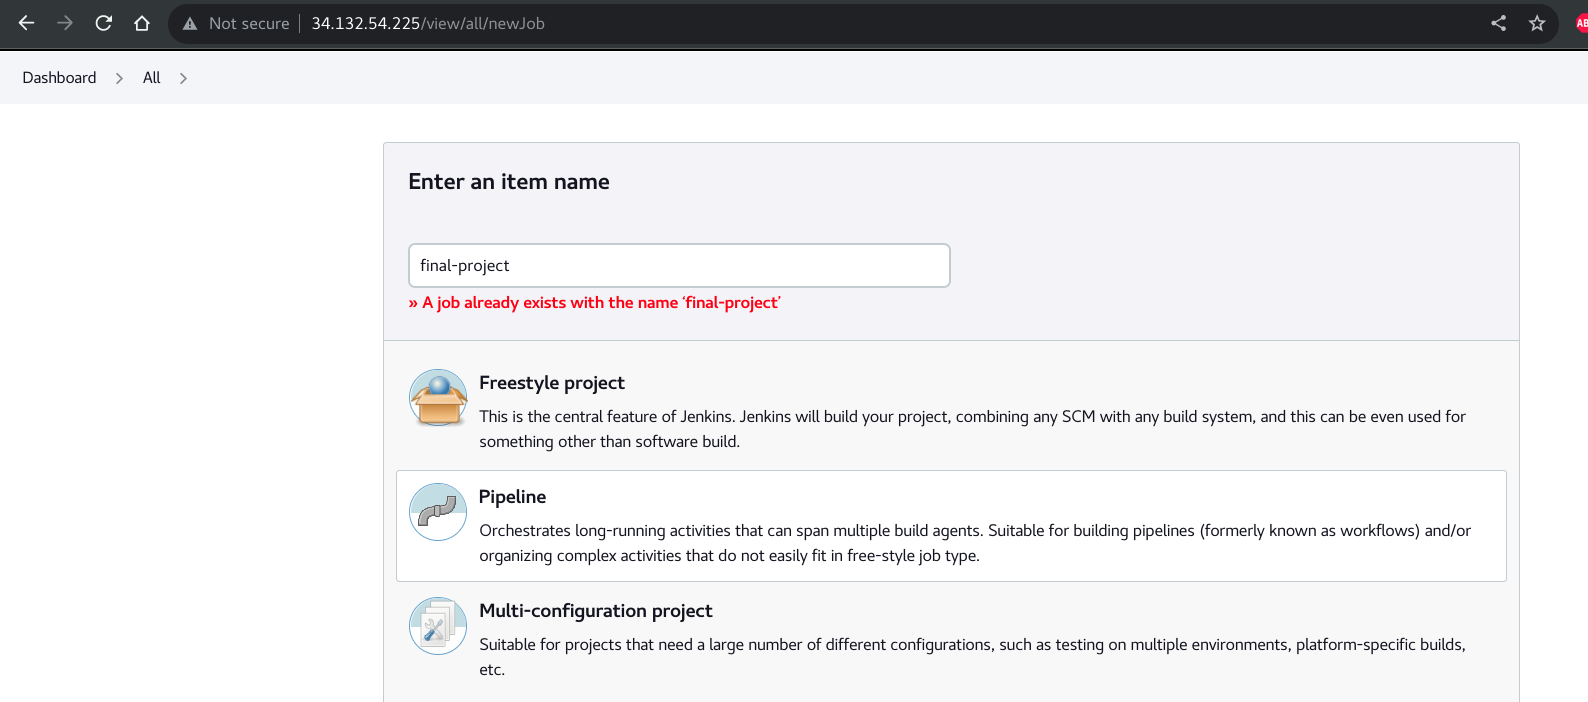 Not secure 34.132.54.225/view/all/newJob
AB
Dashboard All
Enter an item name
final-project
» A job already exists with the name ‘final-project’
Freestyle project
This is the central feature of Jenkins. Jenkins will build your project, combining any SCM with any build system, and this can be even used for
something other than software build.
Pipeline
Orchestrates long-running activities that can span multiple build agents. Suitable for building pipelines (formerly known as workflows) and/or
organizing complex activities that do not easily fit in free-style job type.
Multi-configuration project
Suitable for projects that need a large number of different configurations, such as testing on multiple environments, platform-specific builds,
etc.